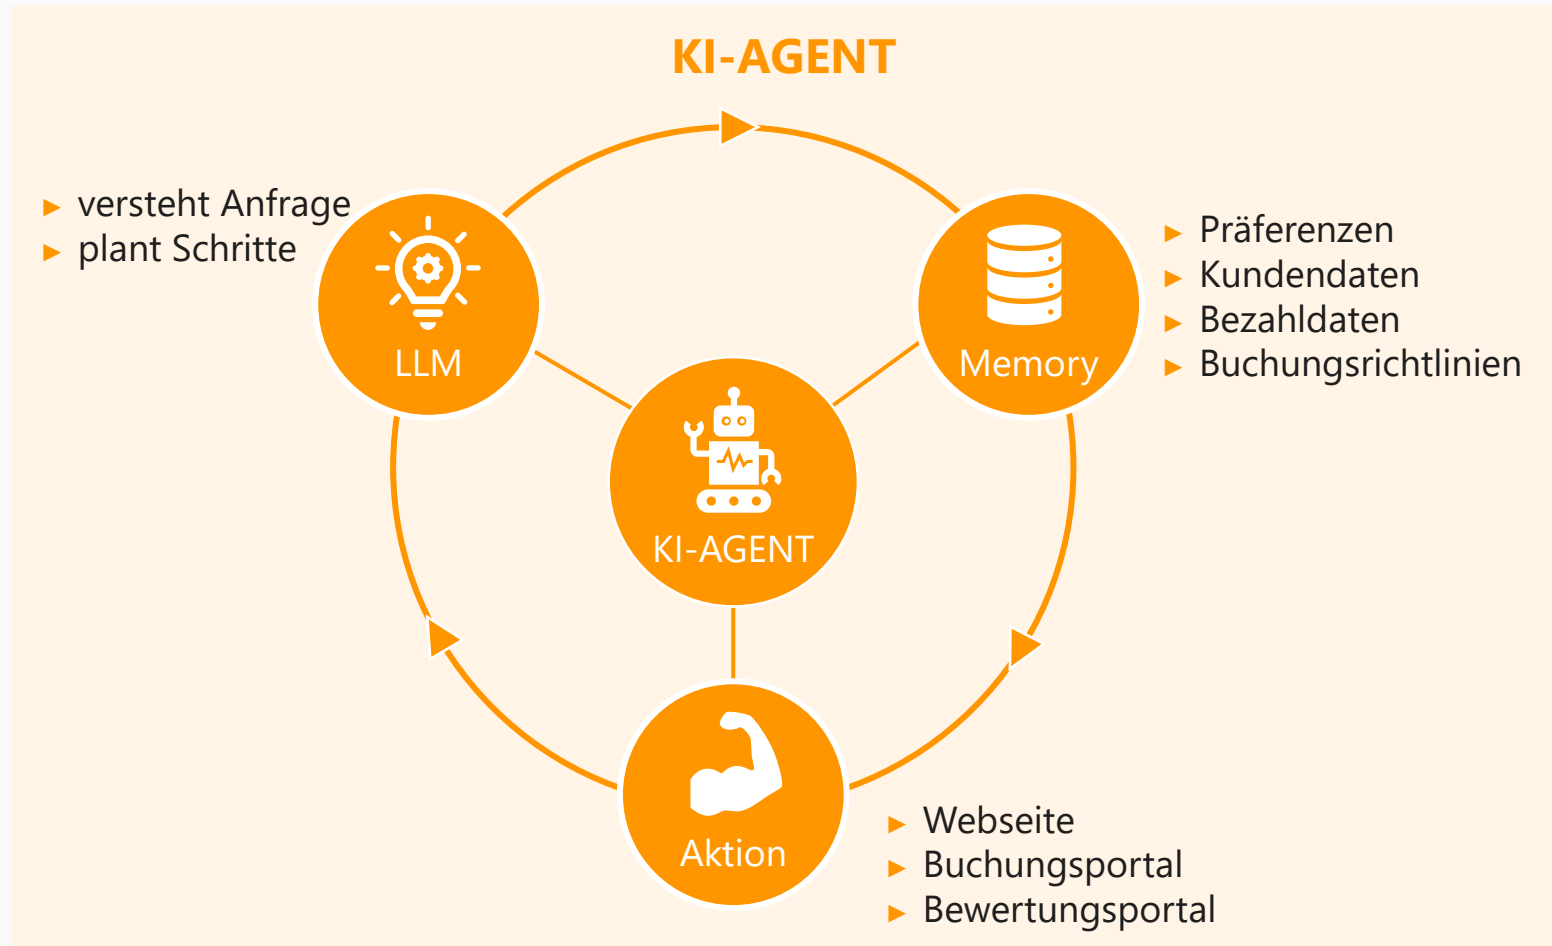 KI-AGENT
► versteht Anfrage
► plant Schritte
LLM
Memory
► Präferenzen
► Kundendaten
► Bezahldaten
► Buchungsrichtlinien
KI-AGENT
Aktion
► Webseite
► Buchungsportal
► Bewertungsportal